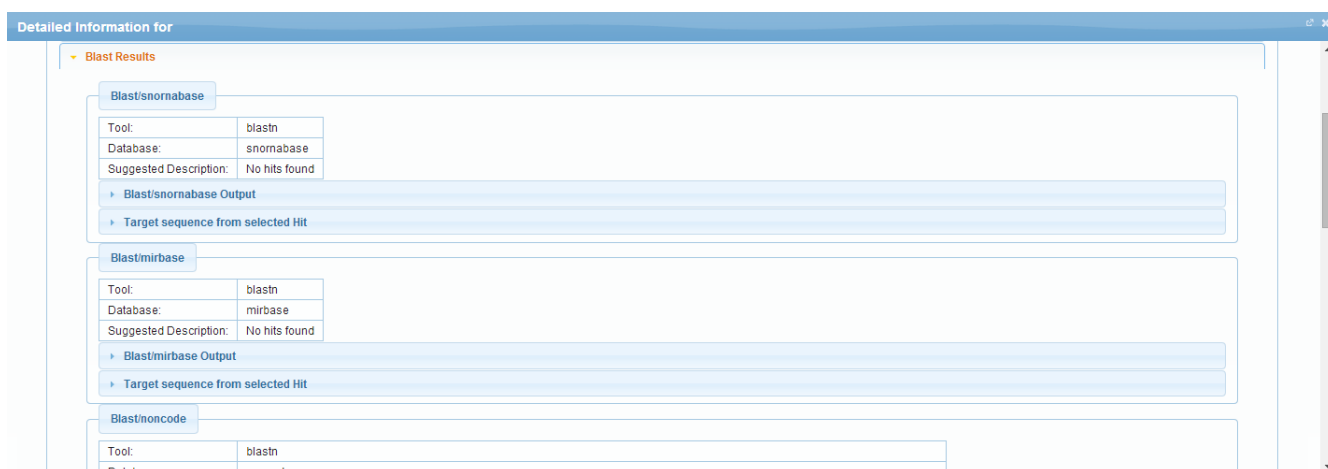 Detailed Information for
Blast Results
Blast/snornabase
Tool: blastn
Database: snornabase
Suggested Description: No hits found
Blast/snornabase Output
Target sequence from selected Hit
Blast/mirbase
Tool: blastn
Database: mirbase
Suggested Description: No hits found
Blast/mirbase Output
Target sequence from selected Hit
Blast/noncode
Tool: blastn